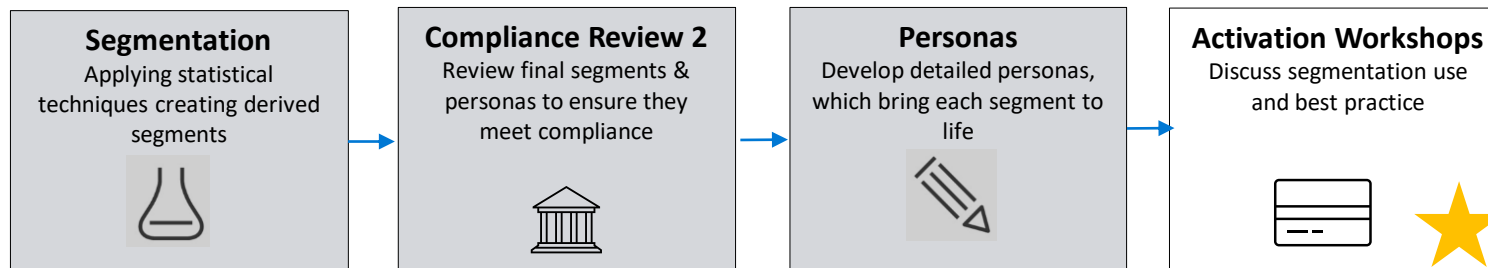 Segmentation
Applying statistical
techniques creating derived
segments
Compliance Review 2
Review final segments &
personas to ensure they
meet compliance
Personas
Develop detailed personas,
which bring each segment to
life
Activation Workshops
Discuss segmentation use
and best practice